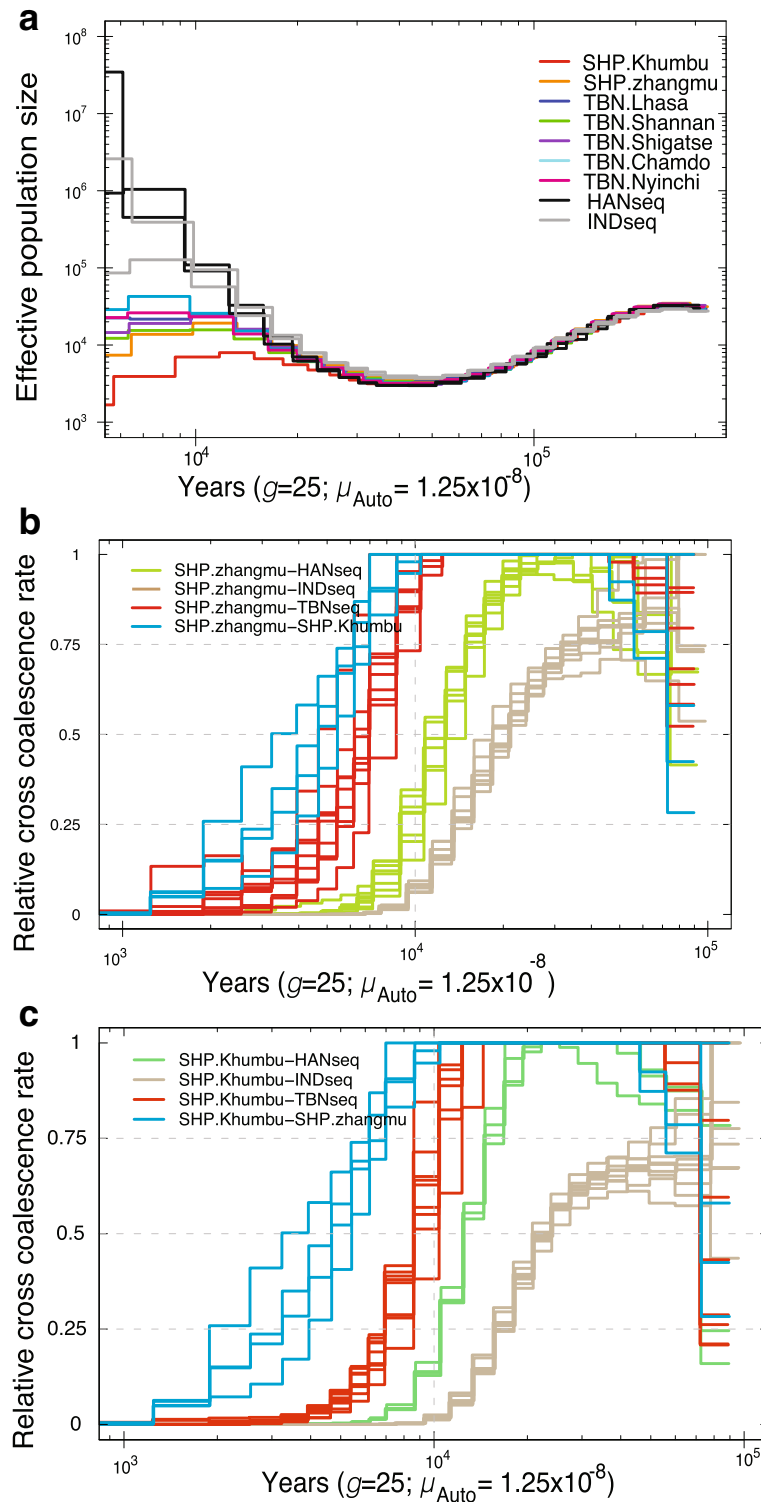 a
10^8
10^7
10^6
10^5
10^4
10^3
Effective population size
SHP.Khumbu
SHP.zhangmu
TBN.Lhasa
TBN.Shannan
TBN.Shigatse
TBN.Chamdo
TBN.Nyinchi
HANseq
INDseq
10^4 10^5
Years (g=25; μ_Auto= 1.25x10^-8)
b
Relative cross coalescence rate
1
0.75
0.5
0.25
0
SHP.zhangmu−HANseq
SHP.zhangmu−INDseq
SHP.zhangmu−TBNseq
SHP.zhangmu−SHP.Khumbu
10^3 10^4 10^5
Years (g=25; μ_Auto= 1.25x10^-8)
c
Relative cross coalescence rate
1
0.75
0.5
0.25
0
SHP.Khumbu−HANseq
SHP.Khumbu−INDseq
SHP.Khumbu−TBNseq
SHP.Khumbu−SHP.zhangmu
10^3 10^4 10^5
Years (g=25; μ_Auto= 1.25x10^-8)